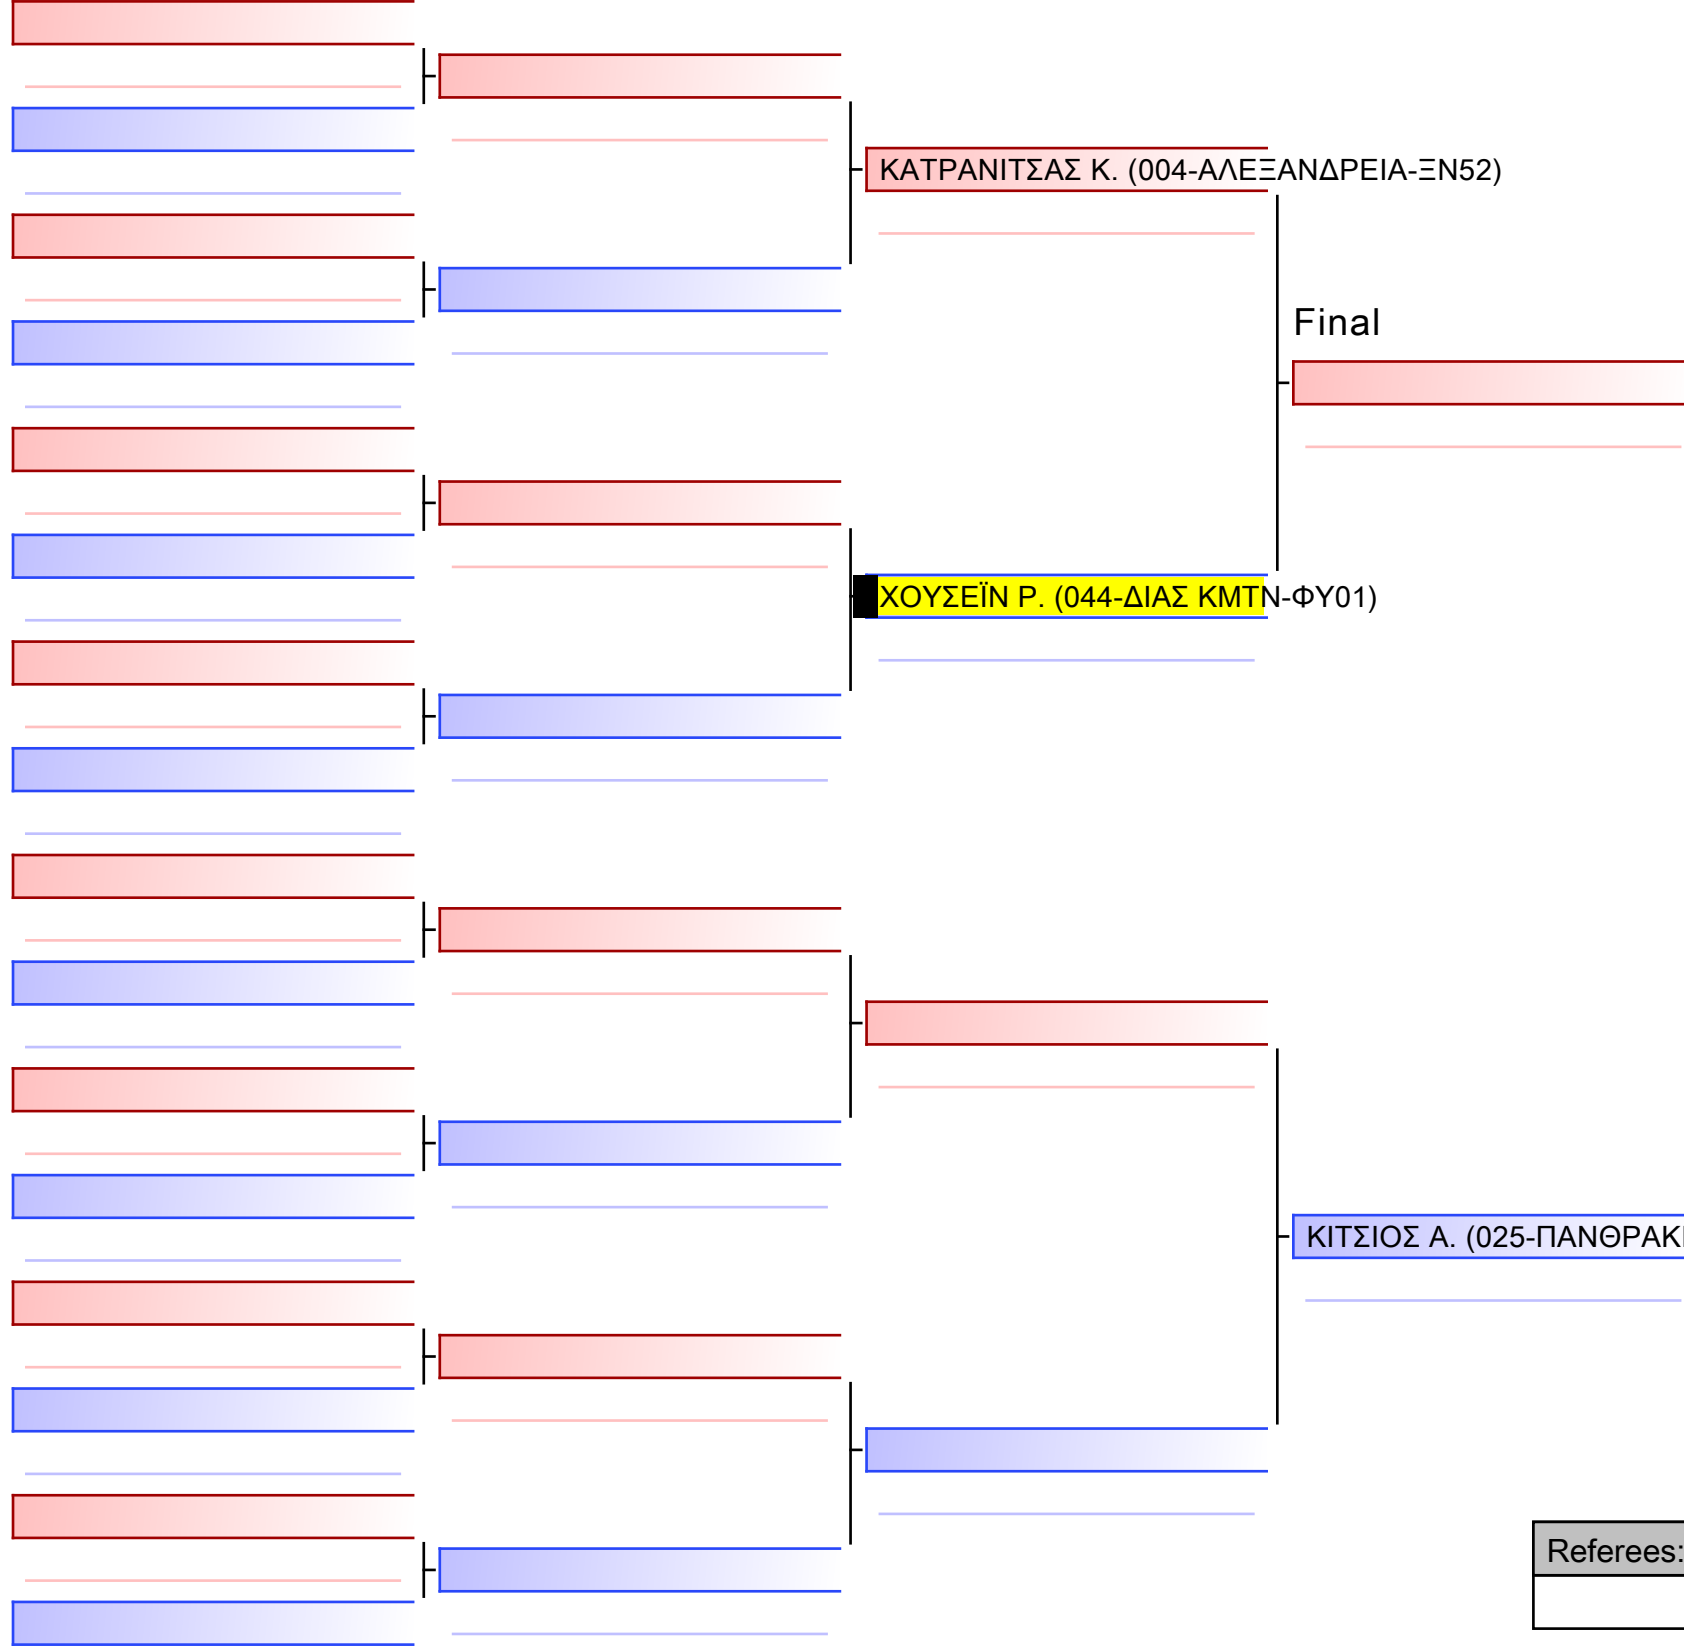 ΚΑΤΡΑΝΙΤΣΑΣ Κ. (004-ΑΛΕΞΑΝΔΡΕΙΑ-ΞΝ52)
Final
ΧΟΥΣΕΪΝ Ρ. (044-ΔΙΑΣ ΚΜΤΝ-ΦΥ01)
ΚΙΤΣΙΟΣ Α. (025-ΠΑΝΘΡΑΚΙ
Referees: